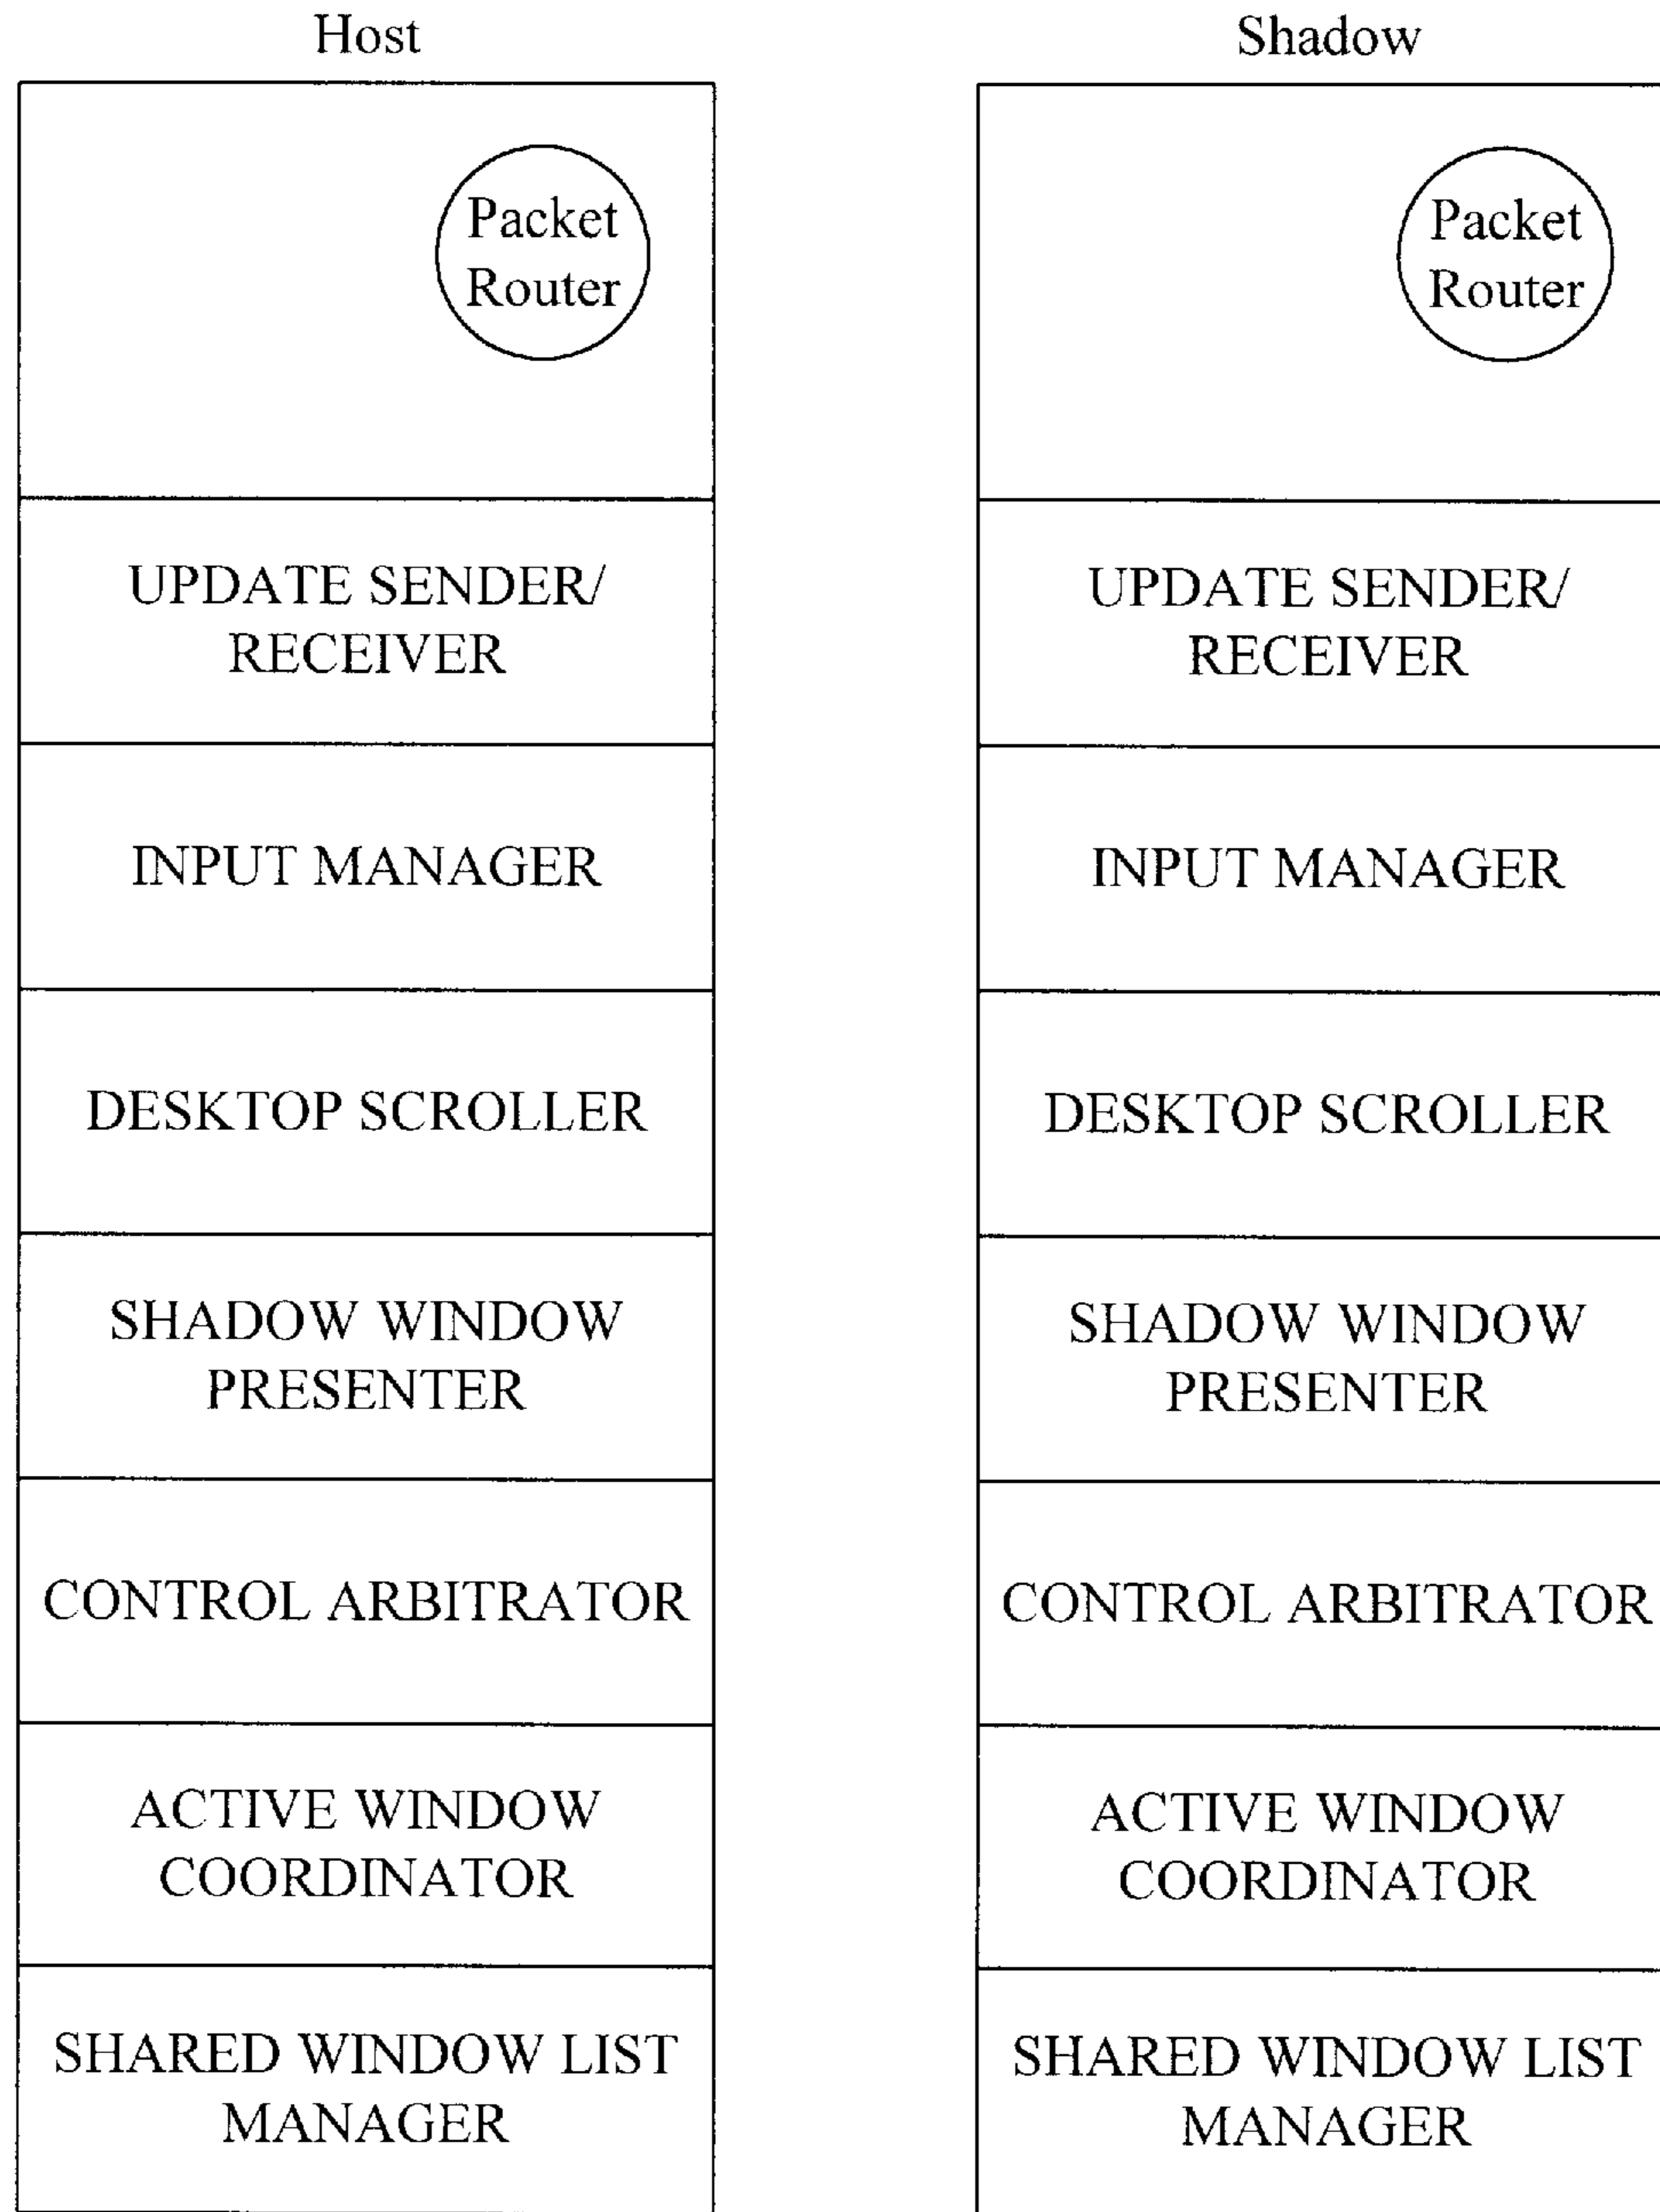 Host
Packet
Router
UPDATE SENDER/
RECEIVER
INPUT MANAGER
DESKTOP SCROLLER
SHADOW WINDOW
PRESENTER
CONTROL ARBITRATOR
ACTIVE WINDOW
COORDINATOR
SHARED WINDOW LIST
MANAGER
Shadow
Packet
Router
UPDATE SENDER/
RECEIVER
INPUT MANAGER
DESKTOP SCROLLER
SHADOW WINDOW
PRESENTER
CONTROL ARBITRATOR
ACTIVE WINDOW
COORDINATOR
SHARED WINDOW LIST
MANAGER